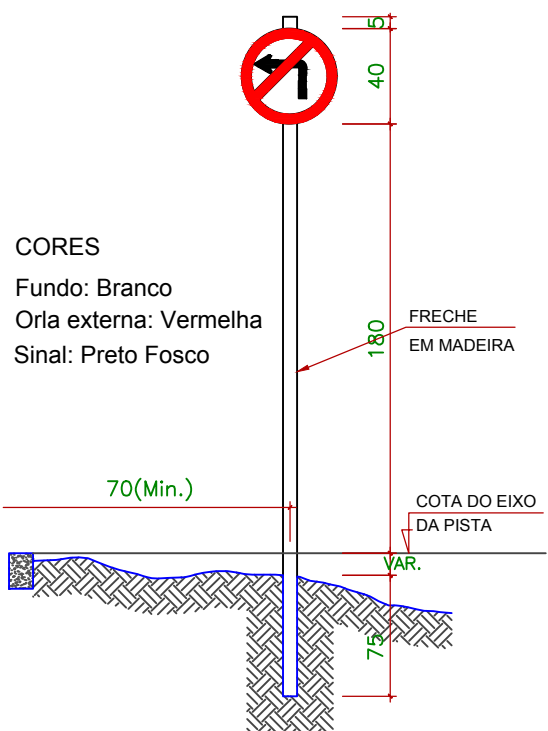 5
40
CORES
Fundo: Branco
Orla externa: Vermelha
Sinal: Preto Fosco
180
FRECHE
EM MADEIRA
70(Min.)
COTA DO EIXO
DA PISTA
VAR.
75